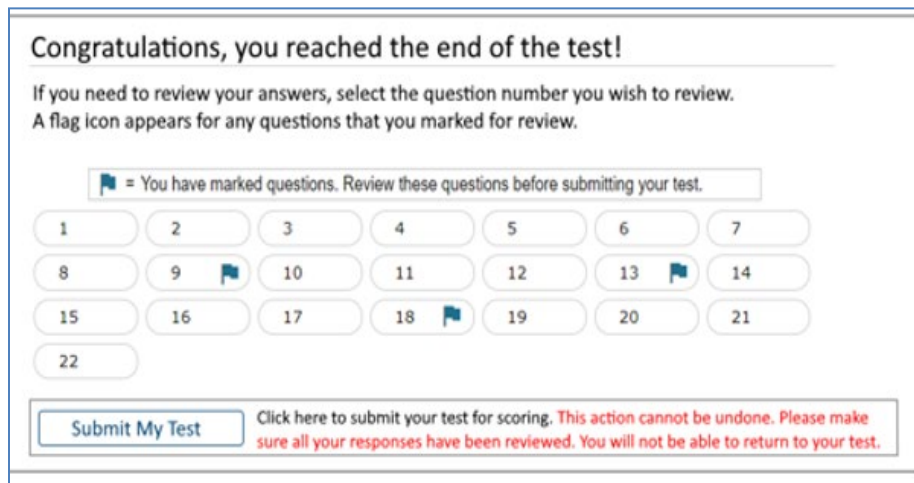 Congratulations, you reached the end of the test!
If you need to review your answers, select the question number you wish to review.
A flag icon appears for any questions that you marked for review.
= You have marked questions. Review these questions before submitting your test.
1 2 3 4 5 6 7
8 9 10 11 12 13 14
15 16 17 18 19 20 21
22
Submit My Test
Click here to submit your test for scoring. This action cannot be undone. Please make
sure all your responses have been reviewed. You will not be able to return to your test.